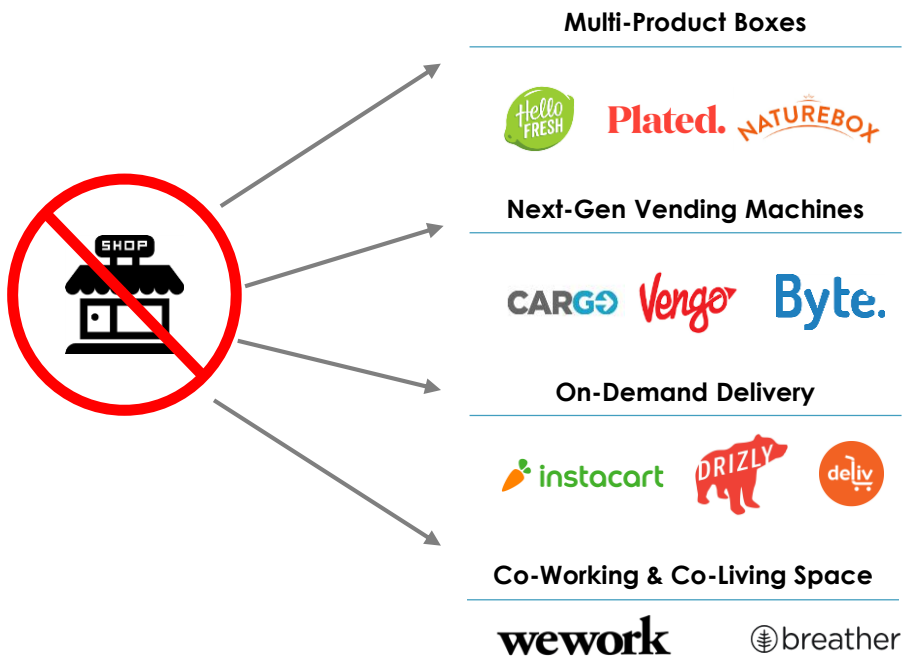 Multi-Product Boxes
Hello
FRESH
Plated.
NATUREBOX
Next-Gen Vending Machines
SHOP
CARGO
Vengo
Byte.
On-Demand Delivery
instacart
DRIZLY
deliv
Co-Working & Co-Living Space
wework
breather